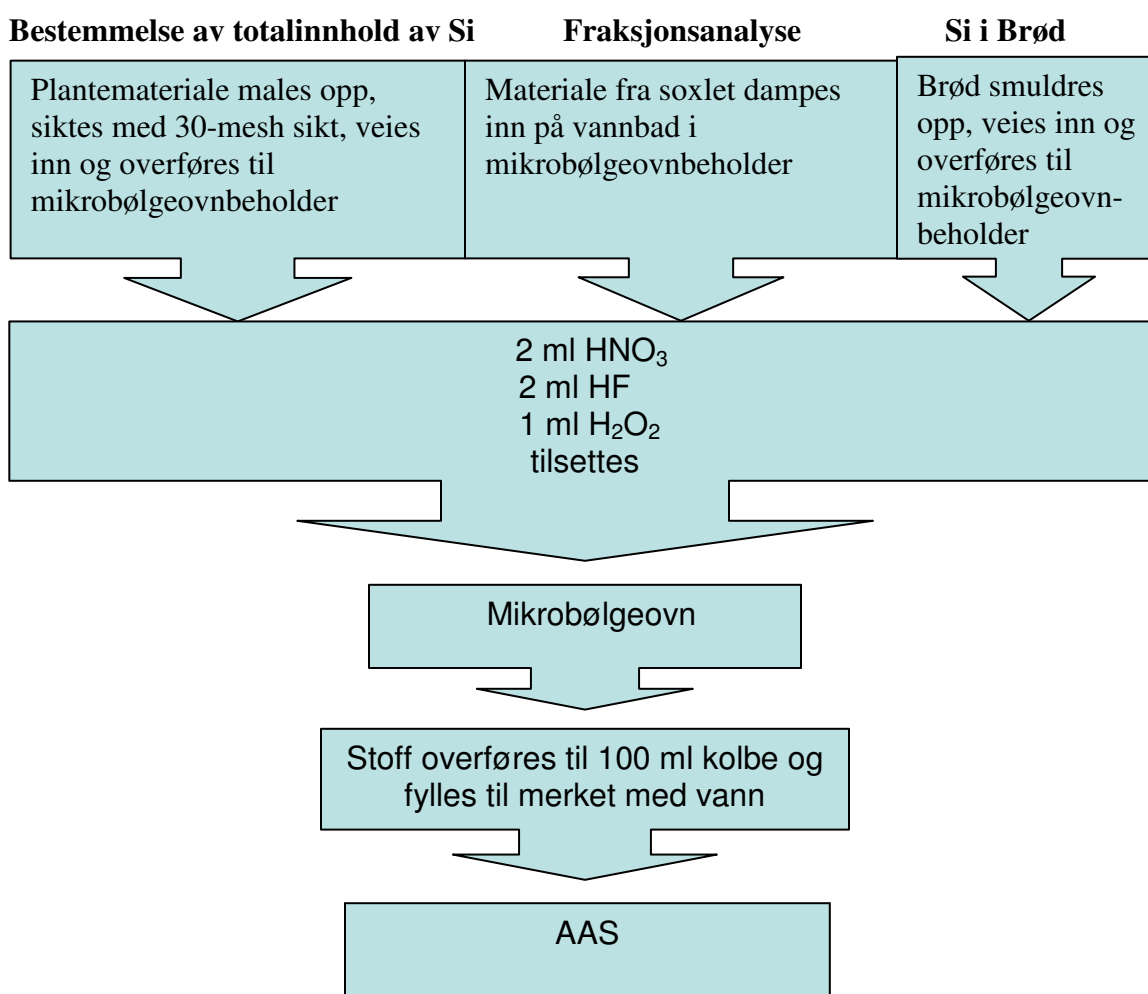 Bestemmelse av totalinnhold av Si
Fraksjonsanalyse
Si i Brød
Plantemateriale males opp,
siktes med 30-mesh sikt, veies
inn og overføres til
mikrobølgeovnbeholder
Materiale fra soxlet dampes
inn på vannbad i
mikrobølgeovnbeholder
Brød smuldres
opp, veies inn og
overføres til
mikrobølgeovn-
beholder
2 ml HNO₃
2 ml HF
1 ml H₂O₂
tilsettes
Mikrobølgeovn
Stoff overføres til 100 ml kolbe og
fylles til merket med vann
AAS